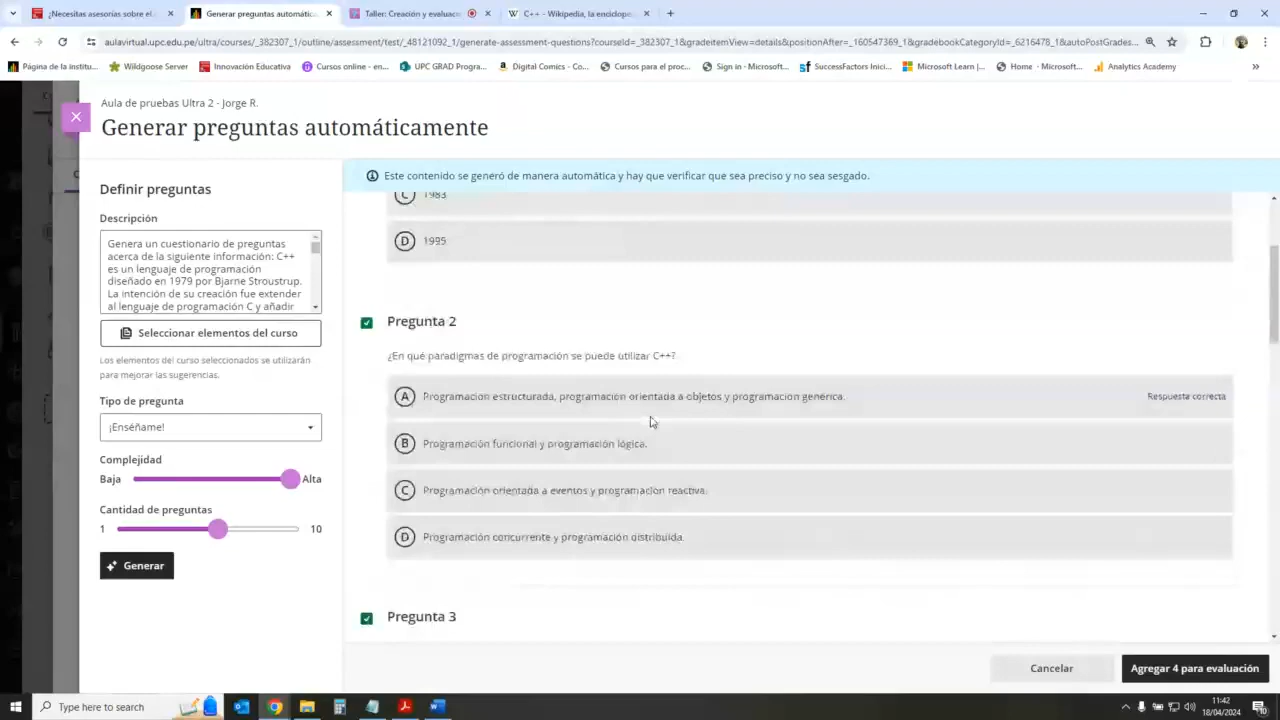 ¿Necesitas asesorías sobre el
Generar preguntas automátic
Taller: Creación y evaluació
C++ - Wikipedia, la enciclope
aulavirtual.upc.edu.pe/ultra/courses/_382307_1/outline/assessment/test/_48121092_1/generate-assessment-questions?courseId=_382307_1&gradeitemView=details&positionAfter=_160547369_1&gradebookCategoryId=_6216478_1&autoPostGrades...
Página de la institu...
Wildgoose Server
Innovación Educativa
Cursos online - en...
UPC GRAD Progra...
Digital Comics - Co...
Cursos para el proc...
Sign in - Microsoft...
SuccessFactors Inici...
Microsoft Learn |...
Home - Microsoft...
Analytics Academy
Aula de pruebas Ultra 2 - Jorge R.
Generar preguntas automáticamente
Definir preguntas
Descripción
Genera un cuestionario de preguntas
acerca de la siguiente información: C++
es un lenguaje de programación
diseñado en 1979 por Bjarne Stroustrup.
La intención de su creación fue extender
al lenguaje de programación C y añadir
Seleccionar elementos del curso
Los elementos del curso seleccionados se utilizarán
para mejorar las sugerencias.
Tipo de pregunta
¡Enséñame!
Complejidad
Baja
Alta
Cantidad de preguntas
1
10
Generar
Este contenido se generó de manera automática y hay que verificar que sea preciso y no sea sesgado.
C 1983
D 1995
Pregunta 2
¿En qué paradigmas de programación se puede utilizar C++?
A Programación estructurada, programación orientada a objetos y programación genérica. Respuesta correcta
B Programación funcional y programación lógica.
C Programación orientada a eventos y programación reactiva.
D Programación concurrente y programación distribuida.
Pregunta 3
Cancelar
Agregar 4 para evaluación
Type here to search
11:42
18/04/2024